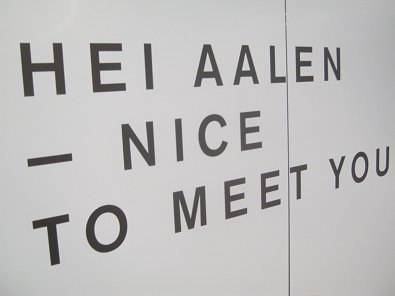 HEI AALEN
– NICE
TO MEET YOU